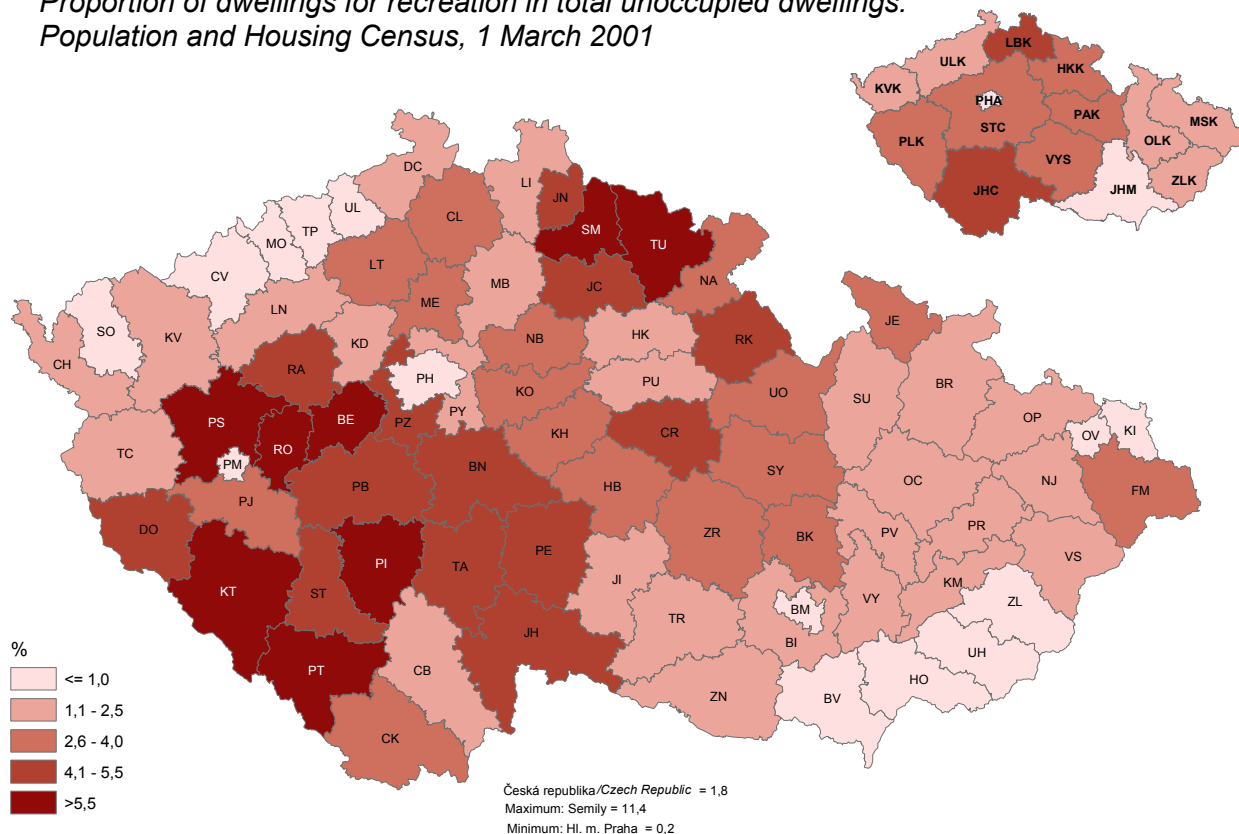 Proportion of dwellings for recreation in total unoccupied dwellings:
Population and Housing Census, 1 March 2001
LBK
ULK
HKK
KVK
PHA
PAK
MSK
STC
OLK
PLK
VYS
ZLK
JHC
JHM
DC
LI
JN
UL
CL
SM
TP
MO
TU
LT
CV
MB
JC
NA
ME
LN
SO
KV
NB
HK
RK
JE
KD
CH
RA
PH
PU
BR
KO
UO
SU
PY
OP
PS
BE
PZ
RO
KH
CR
OV
KI
TC
PM
BN
SY
OC
NJ
FM
PB
HB
PJ
DO
ZR
BK
PV
PR
VS
PI
TA
PE
JI
KT
ST
KM
VY
ZL
BM
TR
JH
BI
UH
PT
CB
ZN
BV
HO
CK
%
<= 1,0
1,1 - 2,5
2,6 - 4,0
4,1 - 5,5
>5,5
Česká republika/Czech Republic = 1,8
Maximum: Semily = 11,4
Minimum: Hl. m. Praha = 0,2